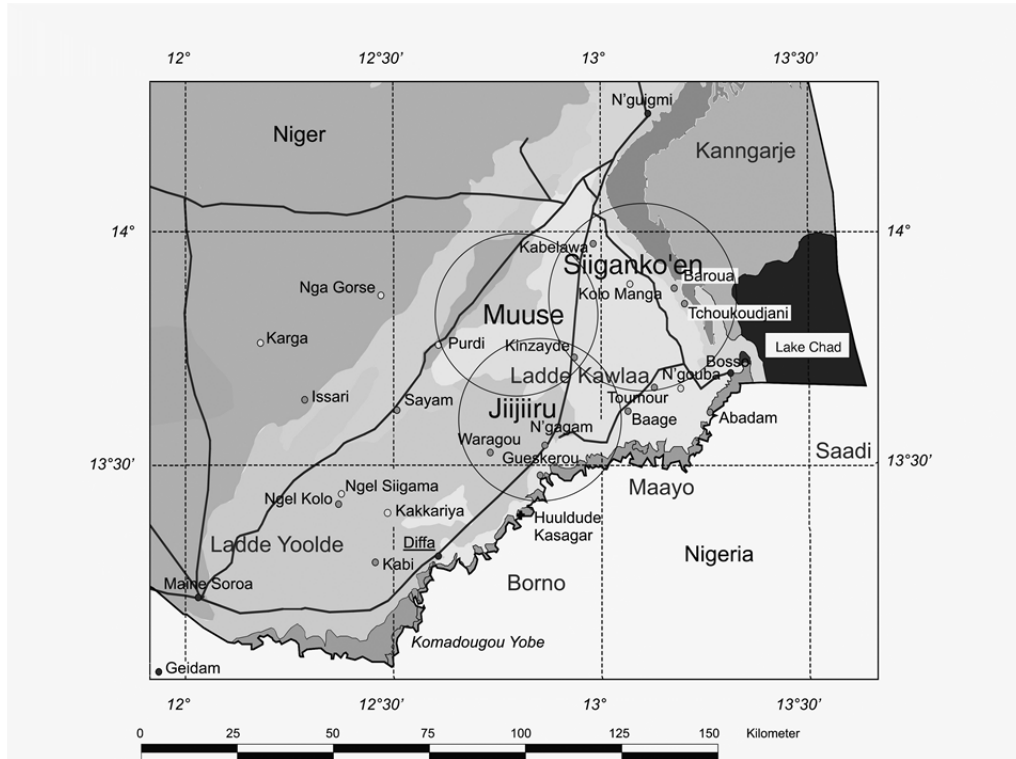 12°
12°30'
13°
13°30'
N'guigmi
Niger
Kanngarje
14°
14°
Kabelawa
Siiganko'en
Baroua
Nga Gorse
Kolo Manga
Muuse
Tchoukoudjani
Karga
Purdi
Kinzayde
Lake Chad
Bosso
Ladde Kawlaa
N'gouba
Issari
Sayam
Toumour
Jiijiiru
Baage
Abadam
N'gagam
Waragou
Saadi
Gueskerou
13°30'
13°30'
Maayo
Ngel Siigama
Ngel Kolo
Kakkariya
Huuldude
Kasagar
Ladde Yoolde
Diffa
Nigeria
Kabi
Maine Soroa
Borno
Komadougou Yobe
Geidam
12°
12°30'
13°
13°30'
0 25 50 75 100 125 150 Kilometer